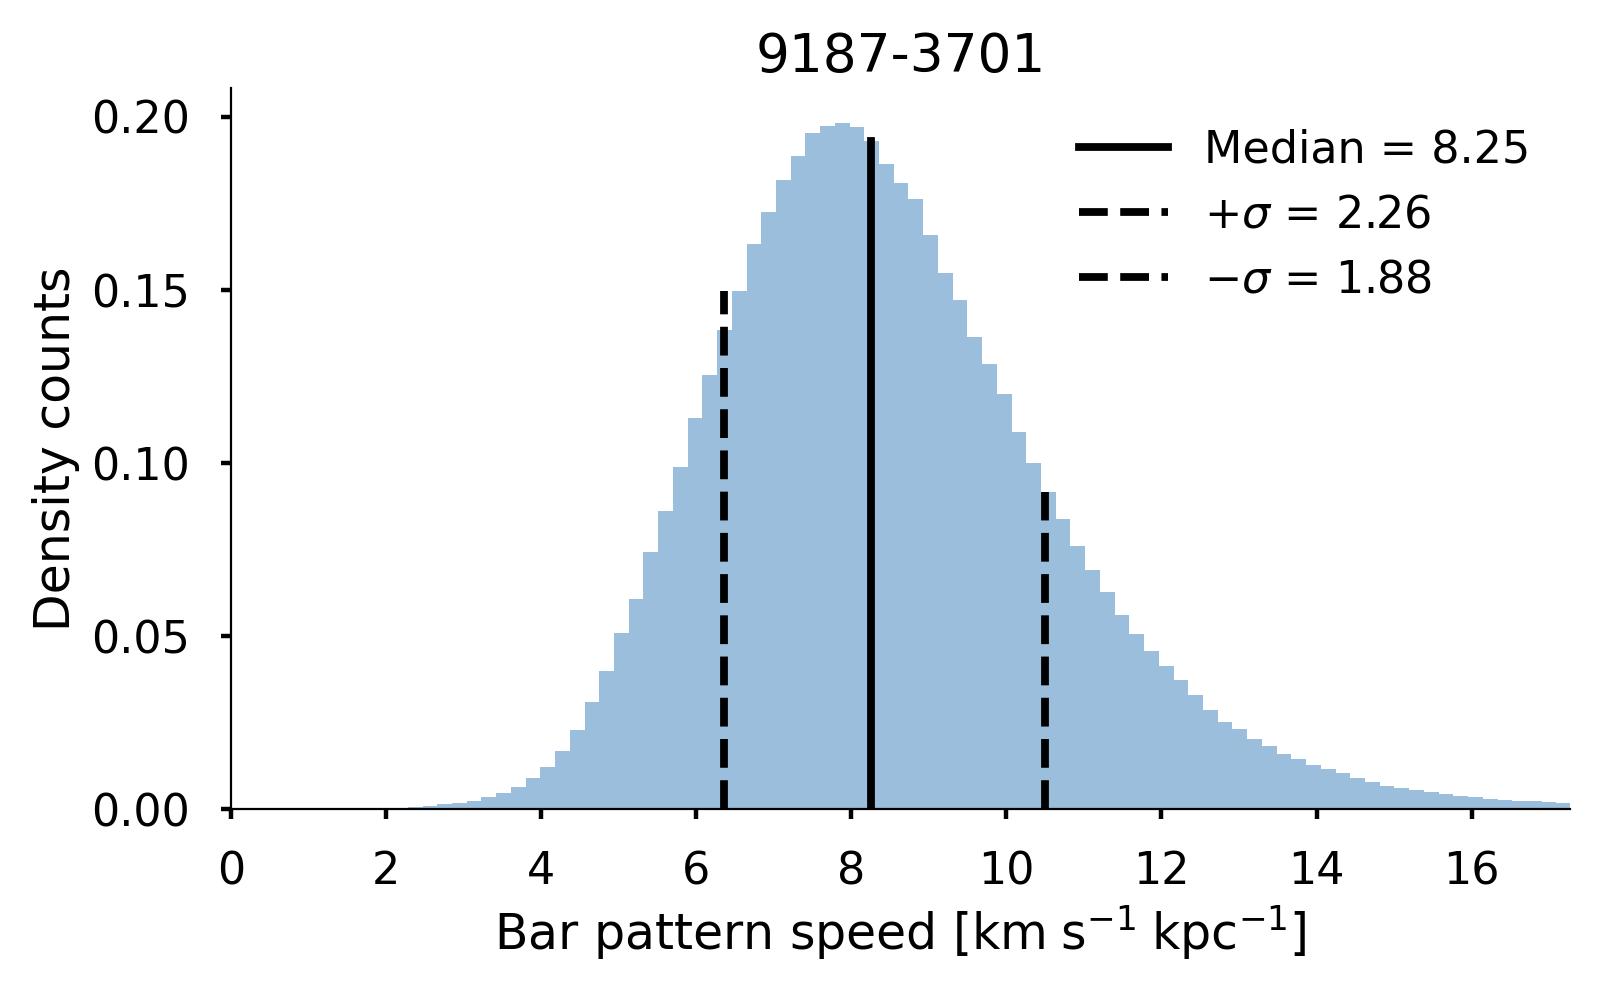 9187-3701
Median = 8.25
+σ = 2.26
−σ = 1.88
Density counts
0.20
0.15
0.10
0.05
0.00
0 2 4 6 8 10 12 14 16
Bar pattern speed [km s⁻¹ kpc⁻¹]